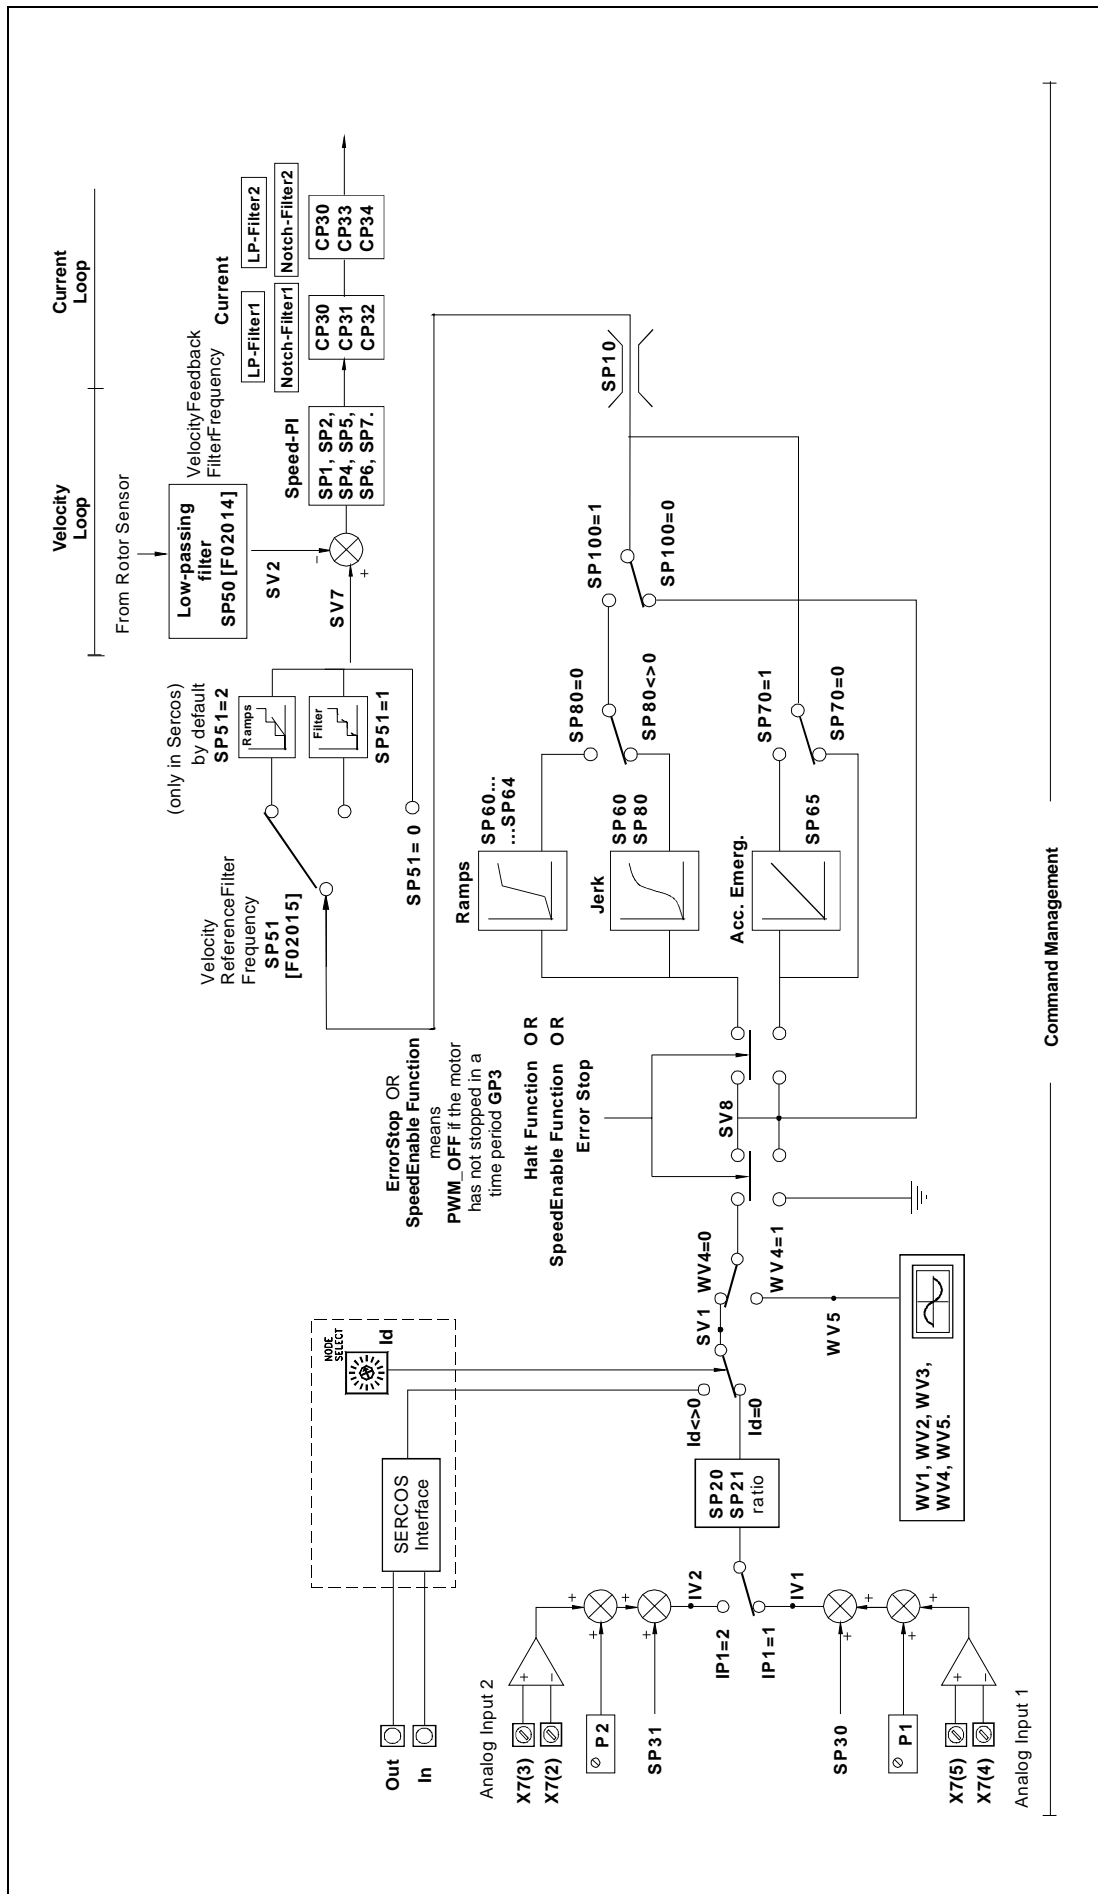 Out
In
X7(3)
X7(2)
Analog Input 2
P2
SP31
SP30
P1
X7(5)
X7(4)
Analog Input 1
SERCOS
Interface
NODE
SELECT
Id
IV2
IP1=2
IP1=1
IV1
SP20
SP21
ratio
Id<>0
Id=0
SV1
WV4=0
WV4=1
WV5
WV1, WV2, WV3,
WV4, WV5.
ErrorStop OR
SpeedEnable Function
means
PWM_OFF if the motor
has not stopped in a
time period GP3
Halt Function OR
SpeedEnable Function OR
Error Stop
SV8
Velocity
ReferenceFilter
Frequency
SP51
[F02015]
(only in Sercos)
by default
SP51=2
Ramps
Filter
SP51=1
SP51= 0
Ramps
SP60...
...SP64
Jerk
SP60
SP80
Acc. Emerg.
SP65
SP80=0
SP80<>0
SP70=1
SP70=0
SP100=1
SP100=0
SP10
Velocity
Loop
From Rotor Sensor
Low-passing
filter
SP50 [F02014]
VelocityFeedback
FilterFrequency
SV2
SV7
Speed-PI
SP1, SP2,
SP4, SP5,
SP6, SP7.
Current
Loop
Current
LP-Filter1
Notch-Filter1
CP30
CP31
CP32
LP-Filter2
Notch-Filter2
CP30
CP33
CP34
+
-
+
+
+
+
+
-
+
+
+
+
+
-
Command Management